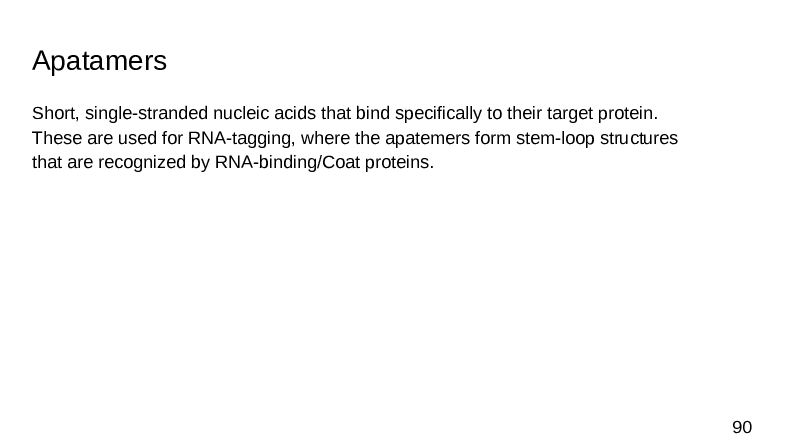 Apatamers
Short, single-stranded nucleic acids that bind specifically to their target protein.
These are used for RNA-tagging, where the apatemers form stem-loop structures
that are recognized by RNA-binding/Coat proteins.
90